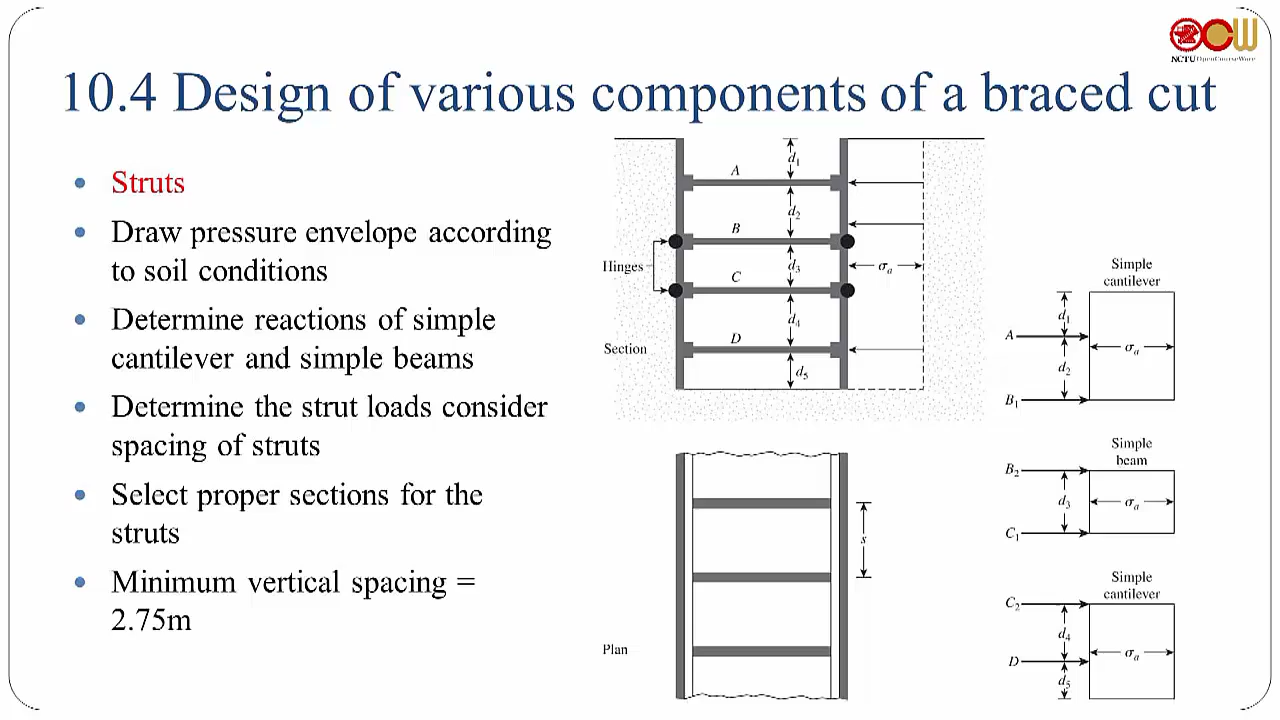 NCTU OpenCourseWare
10.4 Design of various components of a braced cut
• Struts
• Draw pressure envelope according
to soil conditions
• Determine reactions of simple
cantilever and simple beams
• Determine the strut loads consider
spacing of struts
• Select proper sections for the
struts
• Minimum vertical spacing =
2.75m
d₁
A
d₂
B
Hinges
d₃
σₐ
C
d₄
D
Section
d₅
s
Plan
Simple
cantilever
d₁
A
σₐ
d₂
B₁
Simple
beam
B₂
d₃
σₐ
C₁
Simple
cantilever
C₂
d₄
σₐ
D
d₅